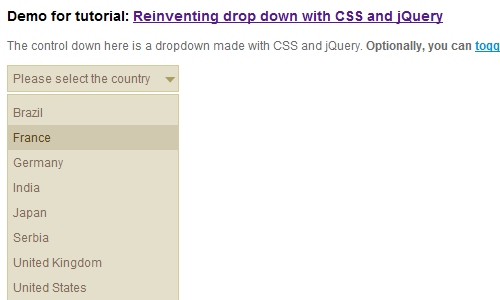 Demo for tutorial: Reinventing drop down with CSS and jQuery
The control down here is a dropdown made with CSS and jQuery. Optionally, you can togg
Please select the country
Brazil
France
Germany
India
Japan
Serbia
United Kingdom
United States